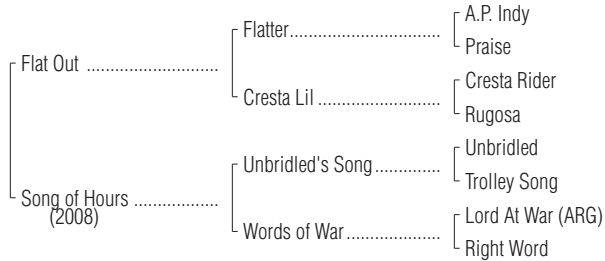 A.P. Indy
Flatter
Praise
Flat Out
Cresta Rider
Cresta Lil
Rugosa
Unbridled
Unbridled's Song
Trolley Song
Song of Hours
(2008)
Lord At War (ARG)
Words of War
Right Word